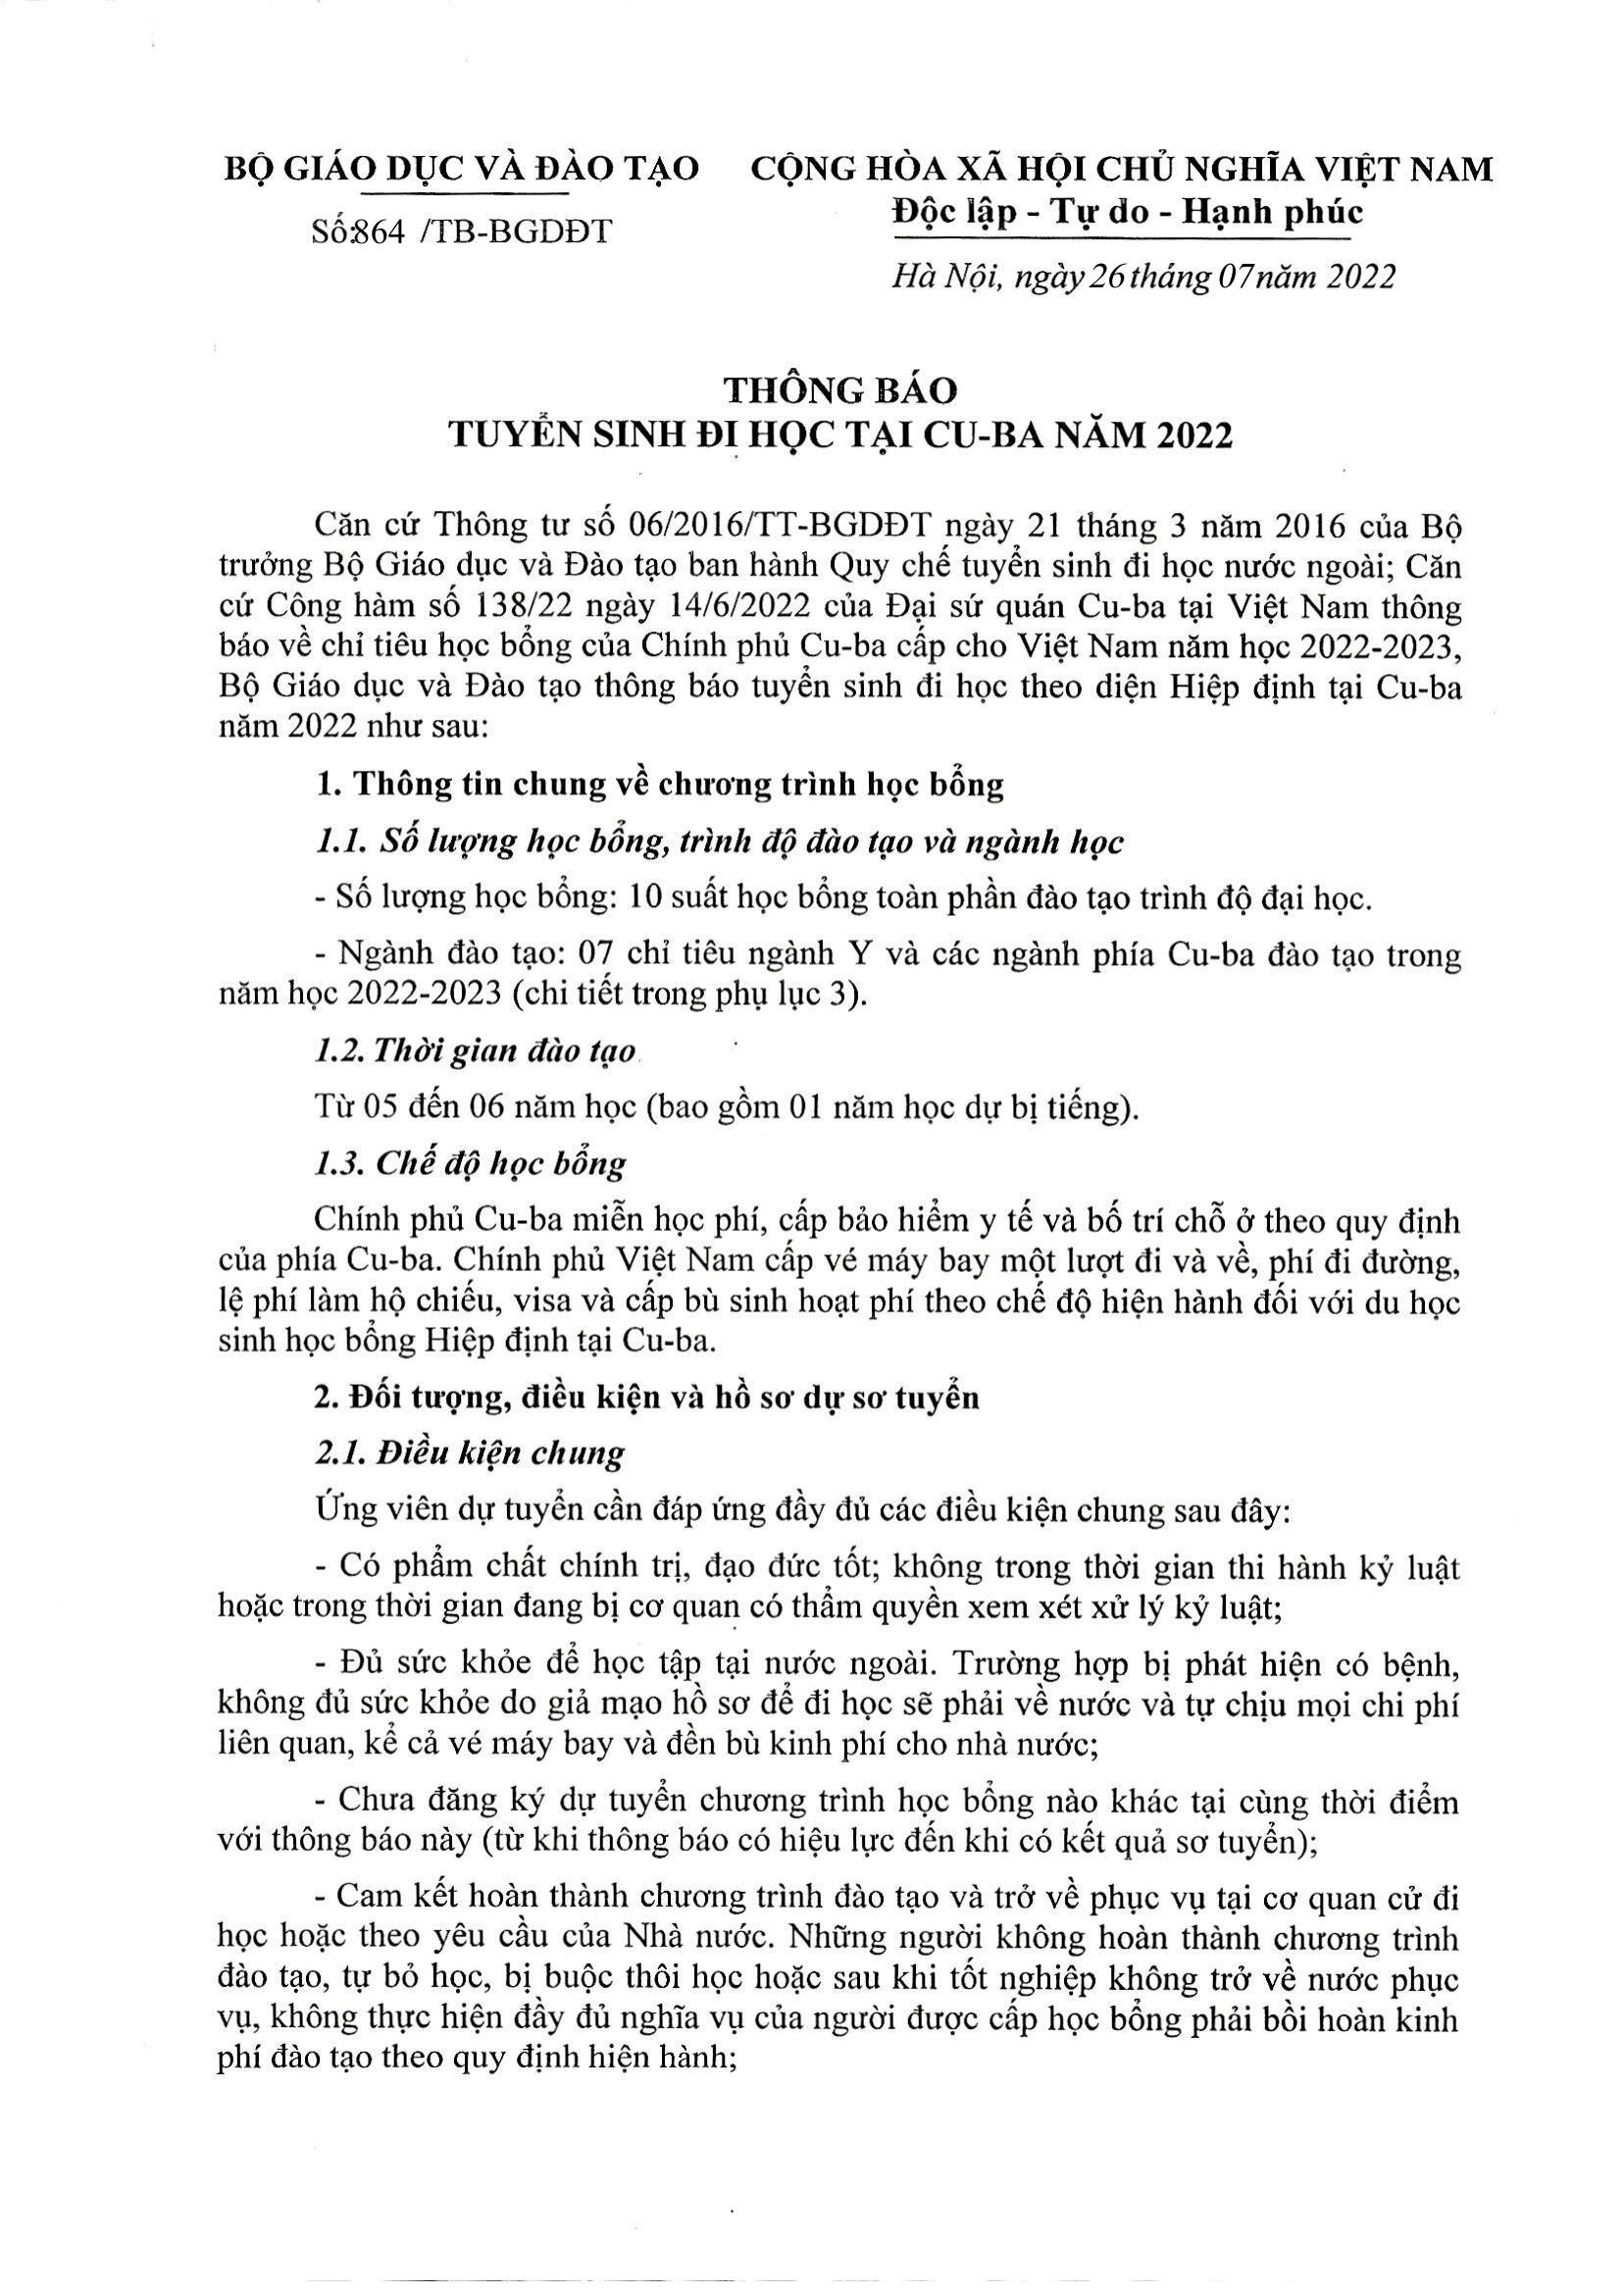 BỘ GIÁO DỤC VÀ ĐÀO TẠO
Số:864 /TB-BGDĐT
CỘNG HÒA XÃ HỘI CHỦ NGHĨA VIỆT NAM
Độc lập - Tự do - Hạnh phúc
Hà Nội, ngày 26 tháng 07 năm 2022
THÔNG BÁO
TUYỂN SINH ĐI HỌC TẠI CU-BA NĂM 2022
Căn cứ Thông tư số 06/2016/TT-BGDĐT ngày 21 tháng 3 năm 2016 của Bộ
trưởng Bộ Giáo dục và Đào tạo ban hành Quy chế tuyển sinh đi học nước ngoài; Căn
cứ Công hàm số 138/22 ngày 14/6/2022 của Đại sứ quán Cu-ba tại Việt Nam thông
báo về chỉ tiêu học bổng của Chính phủ Cu-ba cấp cho Việt Nam năm học 2022-2023,
Bộ Giáo dục và Đào tạo thông báo tuyển sinh đi học theo diện Hiệp định tại Cu-ba
năm 2022 như sau:
1. Thông tin chung về chương trình học bổng
1.1. Số lượng học bổng, trình độ đào tạo và ngành học
- Số lượng học bổng: 10 suất học bổng toàn phần đào tạo trình độ đại học.
- Ngành đào tạo: 07 chỉ tiêu ngành Y và các ngành phía Cu-ba đào tạo trong
năm học 2022-2023 (chi tiết trong phụ lục 3).
1.2. Thời gian đào tạo
Từ 05 đến 06 năm học (bao gồm 01 năm học dự bị tiếng).
1.3. Chế độ học bổng
Chính phủ Cu-ba miễn học phí, cấp bảo hiểm y tế và bố trí chỗ ở theo quy định
của phía Cu-ba. Chính phủ Việt Nam cấp vé máy bay một lượt đi và về, phí đi đường,
lệ phí làm hộ chiếu, visa và cấp bù sinh hoạt phí theo chế độ hiện hành đối với du học
sinh học bổng Hiệp định tại Cu-ba.
2. Đối tượng, điều kiện và hồ sơ dự sơ tuyển
2.1. Điều kiện chung
Ứng viên dự tuyển cần đáp ứng đầy đủ các điều kiện chung sau đây:
- Có phẩm chất chính trị, đạo đức tốt; không trong thời gian thi hành kỷ luật
hoặc trong thời gian đang bị cơ quan có thẩm quyền xem xét xử lý kỷ luật;
- Đủ sức khỏe để học tập tại nước ngoài. Trường hợp bị phát hiện có bệnh,
không đủ sức khỏe do giả mạo hồ sơ để đi học sẽ phải về nước và tự chịu mọi chi phí
liên quan, kể cả vé máy bay và đền bù kinh phí cho nhà nước;
- Chưa đăng ký dự tuyển chương trình học bổng nào khác tại cùng thời điểm
với thông báo này (từ khi thông báo có hiệu lực đến khi có kết quả sơ tuyển);
- Cam kết hoàn thành chương trình đào tạo và trở về phục vụ tại cơ quan cử đi
học hoặc theo yêu cầu của Nhà nước. Những người không hoàn thành chương trình
đào tạo, tự bỏ học, bị buộc thôi học hoặc sau khi tốt nghiệp không trở về nước phục
vụ, không thực hiện đầy đủ nghĩa vụ của người được cấp học bổng phải bồi hoàn kinh
phí đào tạo theo quy định hiện hành;